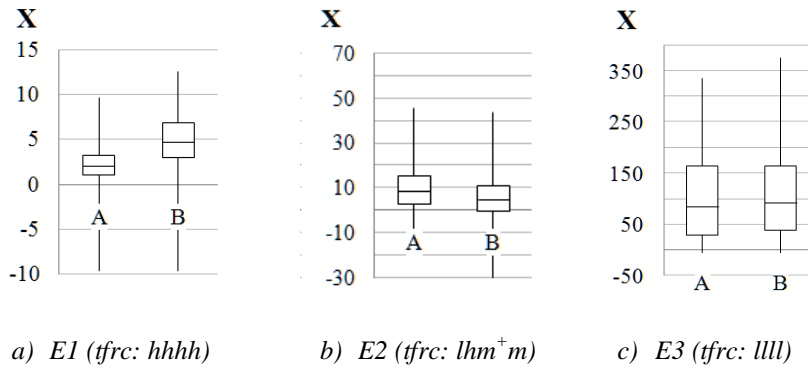 X
15
10
5
0
-5
-10
A B
a) E1 (tfrc: hhhh)
X
70
50
30
10
-10
-30
A B
b) E2 (tfrc: lhm⁺m)
X
350
250
150
50
-50
A B
c) E3 (tfrc: llll)